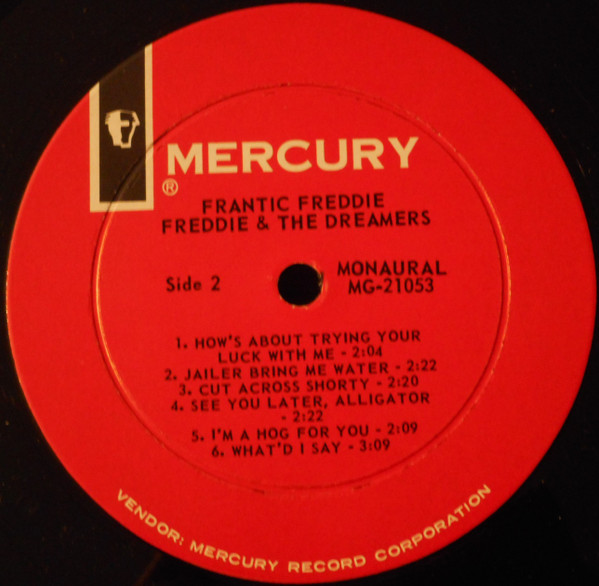 MERCURY
®
FRANTIC FREDDIE
FREDDIE & THE DREAMERS
Side 2
MONAURAL
MG-21053
1. HOW'S ABOUT TRYING YOUR
LUCK WITH ME - 2:04
2. JAILER BRING ME WATER - 2:22
3. CUT ACROSS SHORTY - 2:20
4. SEE YOU LATER, ALLIGATOR
- 2:22
5. I'M A HOG FOR YOU - 2:09
6. WHAT'D I SAY - 3:09
VENDOR: MERCURY RECORD CORPORATION